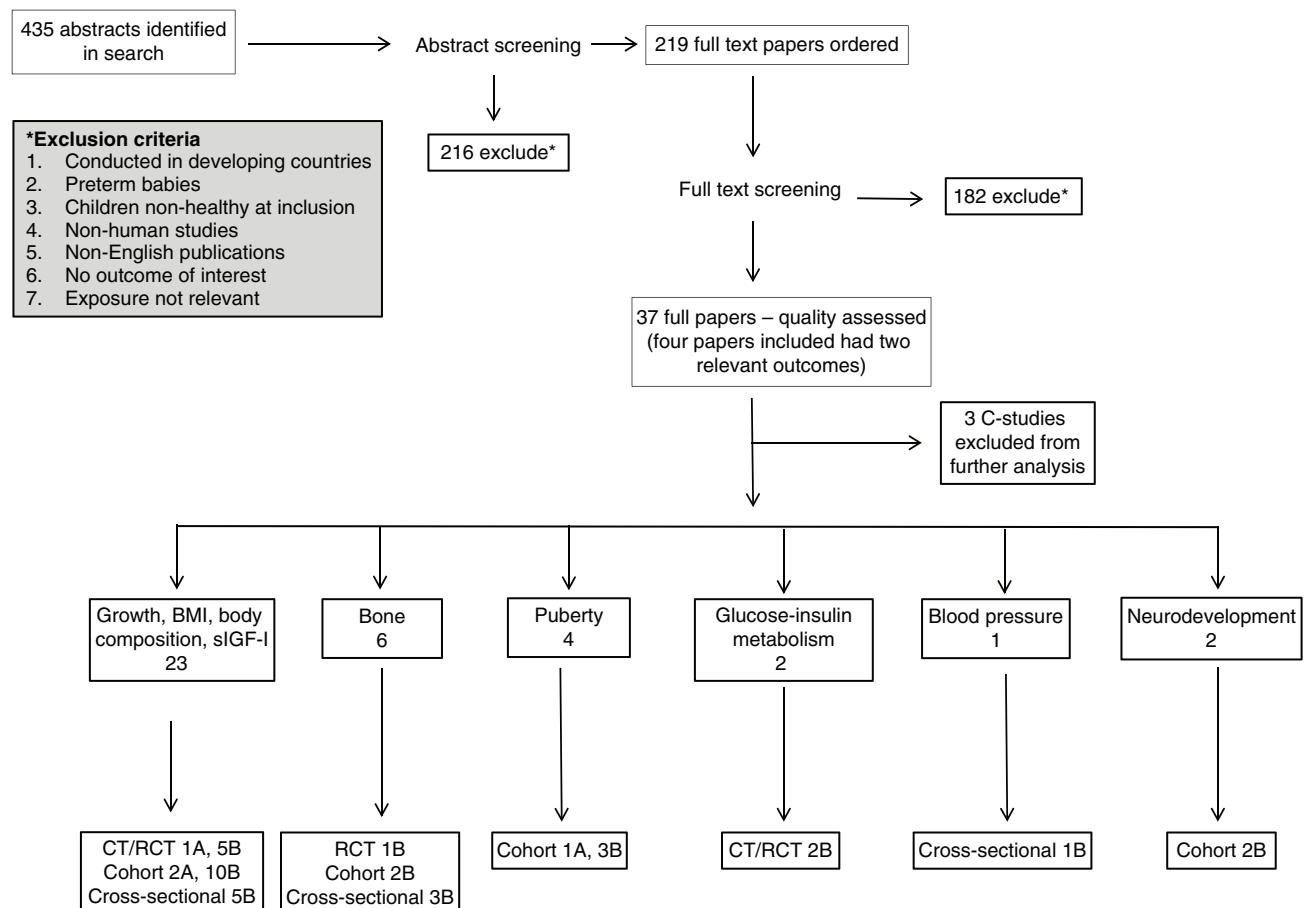 435 abstracts identified
in search
Abstract screening
219 full text papers ordered
216 exclude*
*Exclusion criteria
1. Conducted in developing countries
2. Preterm babies
3. Children non-healthy at inclusion
4. Non-human studies
5. Non-English publications
6. No outcome of interest
7. Exposure not relevant
Full text screening
182 exclude*
37 full papers – quality assessed
(four papers included had two
relevant outcomes)
3 C-studies
excluded from
further analysis
Growth, BMI, body
composition, sIGF-I
23
Bone
6
Puberty
4
Glucose-insulin
metabolism
2
Blood pressure
1
Neurodevelopment
2
CT/RCT 1A, 5B
Cohort 2A, 10B
Cross-sectional 5B
RCT 1B
Cohort 2B
Cross-sectional 3B
Cohort 1A, 3B
CT/RCT 2B
Cross-sectional 1B
Cohort 2B